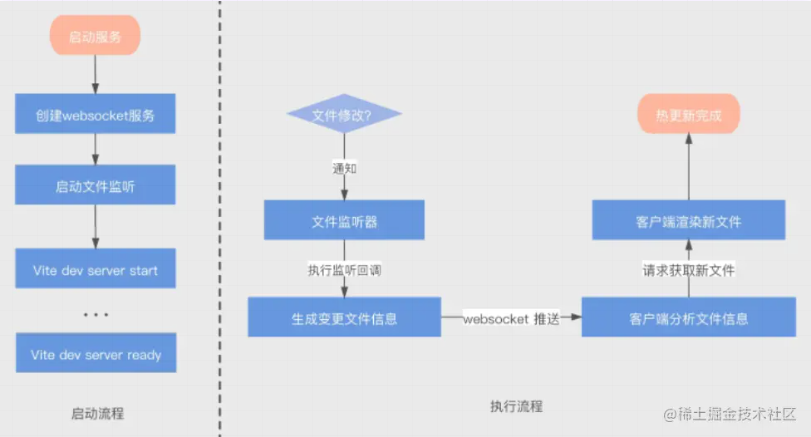 启动服务
创建websocket服务
启动文件监听
Vite dev server start
...
Vite dev server ready
启动流程
文件修改?
通知
文件监听器
执行监听回调
生成变更文件信息
websocket 推送
客户端分析文件信息
请求获取新文件
客户端渲染新文件
热更新完成
执行流程
@稀土掘金技术社区